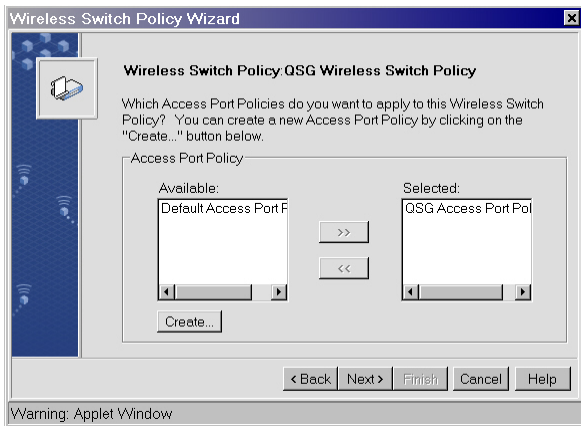 Wireless Switch Policy Wizard
Wireless Switch Policy:QSG Wireless Switch Policy
Which Access Port Policies do you want to apply to this Wireless Switch
Policy? You can create a new Access Port Policy by clicking on the
"Create..." button below.
Access Port Policy
Available:
Selected:
Default Access Port P
QSG Access Port Pol
>>
<<
Create...
< Back
Next >
Finish
Cancel
Help
Warning: Applet Window